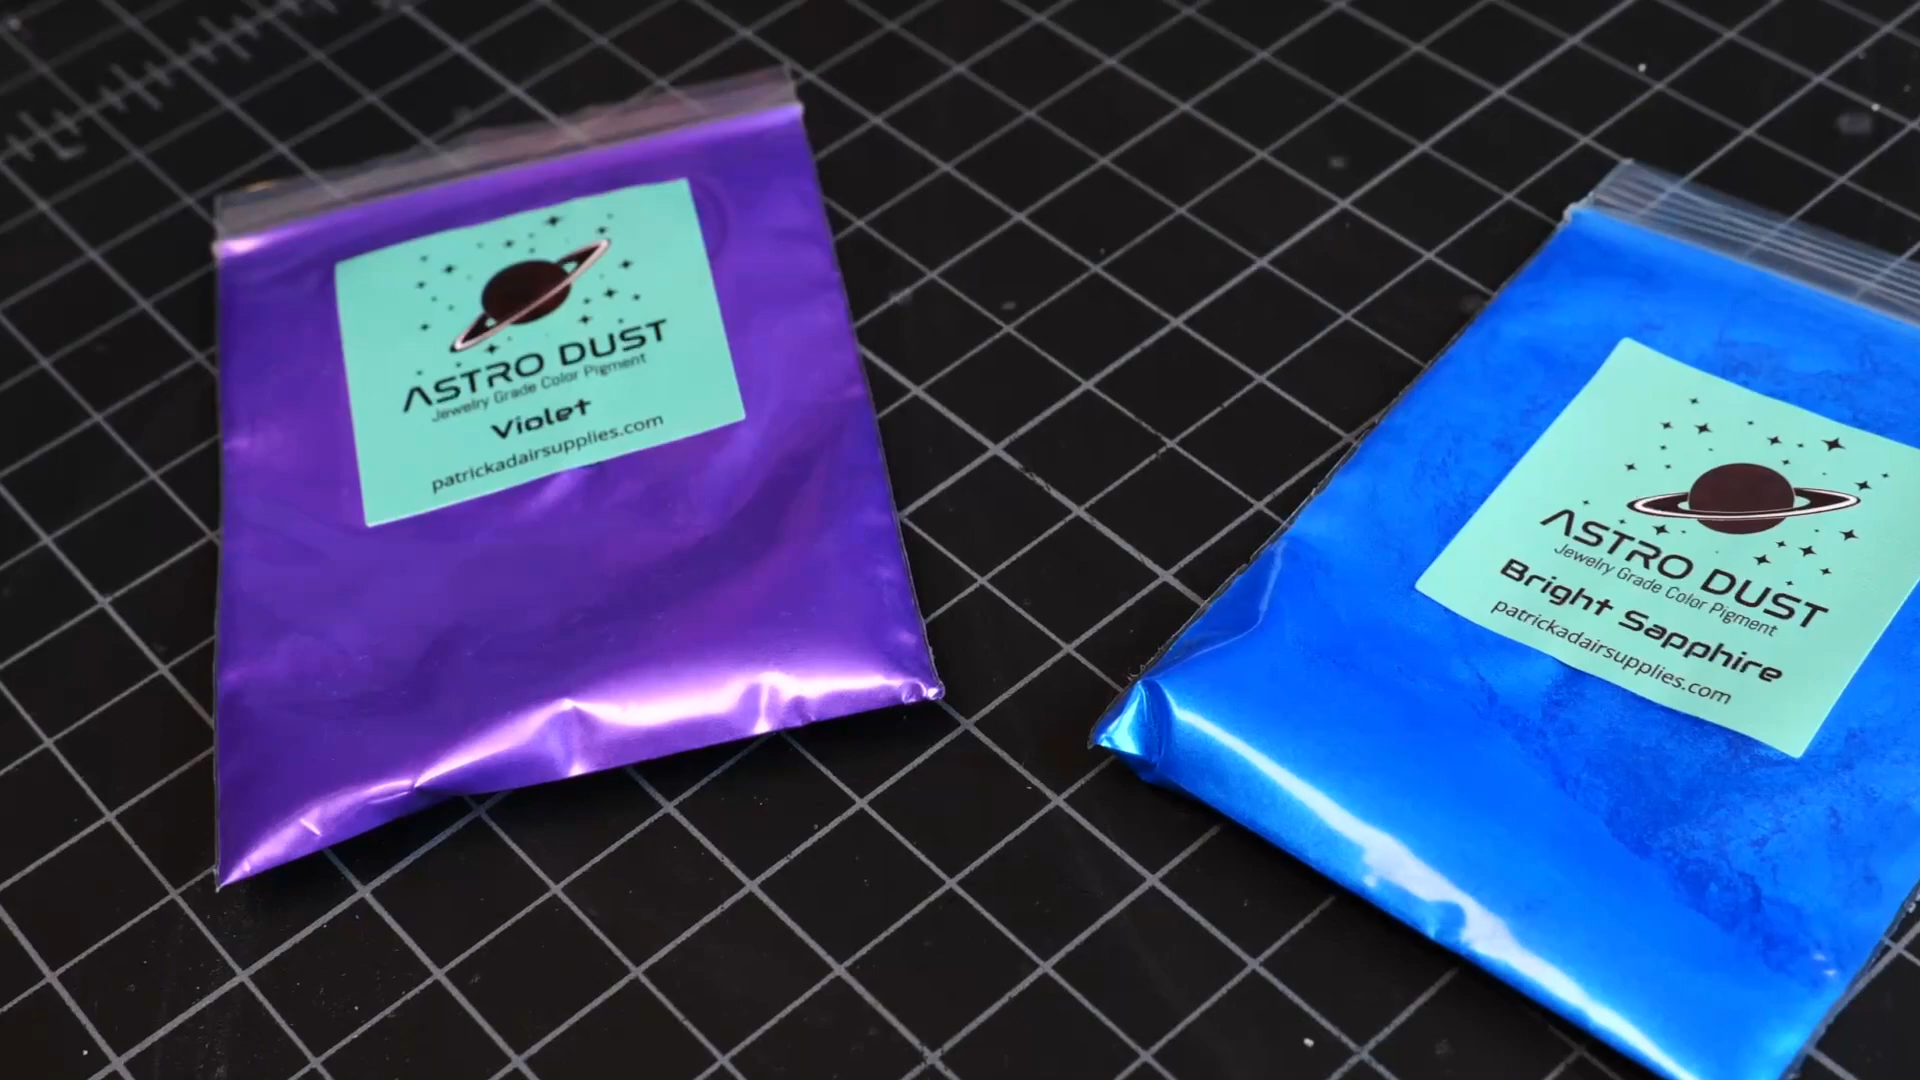 ASTRO DUST
Jewelry Grade Color Pigment
Violet
patrickadairsupplies.com
ASTRO DUST
Jewelry Grade Color Pigment
Bright Sapphire
patrickadairsupplies.com